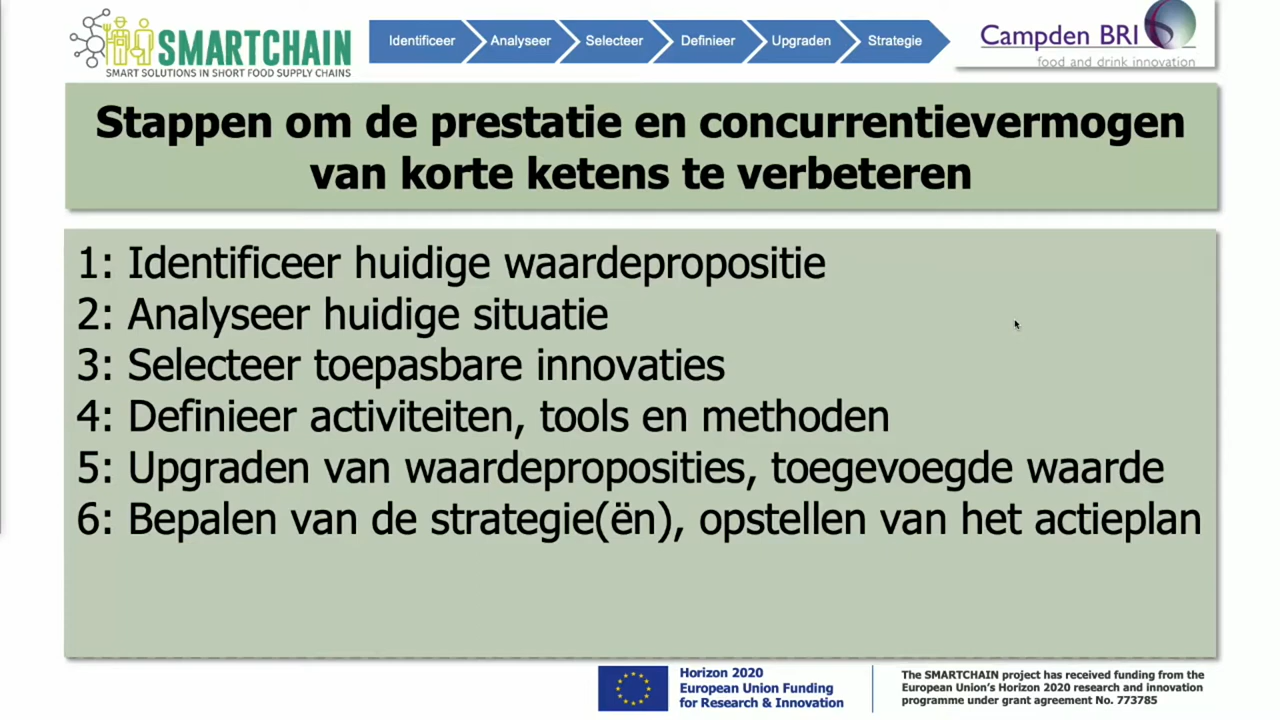 SMARTCHAIN
SMART SOLUTIONS IN SHORT FOOD SUPPLY CHAINS
Identificeer Analyseer Selecteer Definieer Upgraden Strategie
Campden BRI
food and drink innovation
Stappen om de prestatie en concurrentievermogen
van korte ketens te verbeteren
1: Identificeer huidige waardepropositie
2: Analyseer huidige situatie
3: Selecteer toepasbare innovaties
4: Definieer activiteiten, tools en methoden
5: Upgraden van waardeproposities, toegevoegde waarde
6: Bepalen van de strategie(ën), opstellen van het actieplan
Horizon 2020
European Union Funding
for Research & Innovation
The SMARTCHAIN project has received funding from the
European Union's Horizon 2020 research and innovation
programme under grant agreement No. 773785